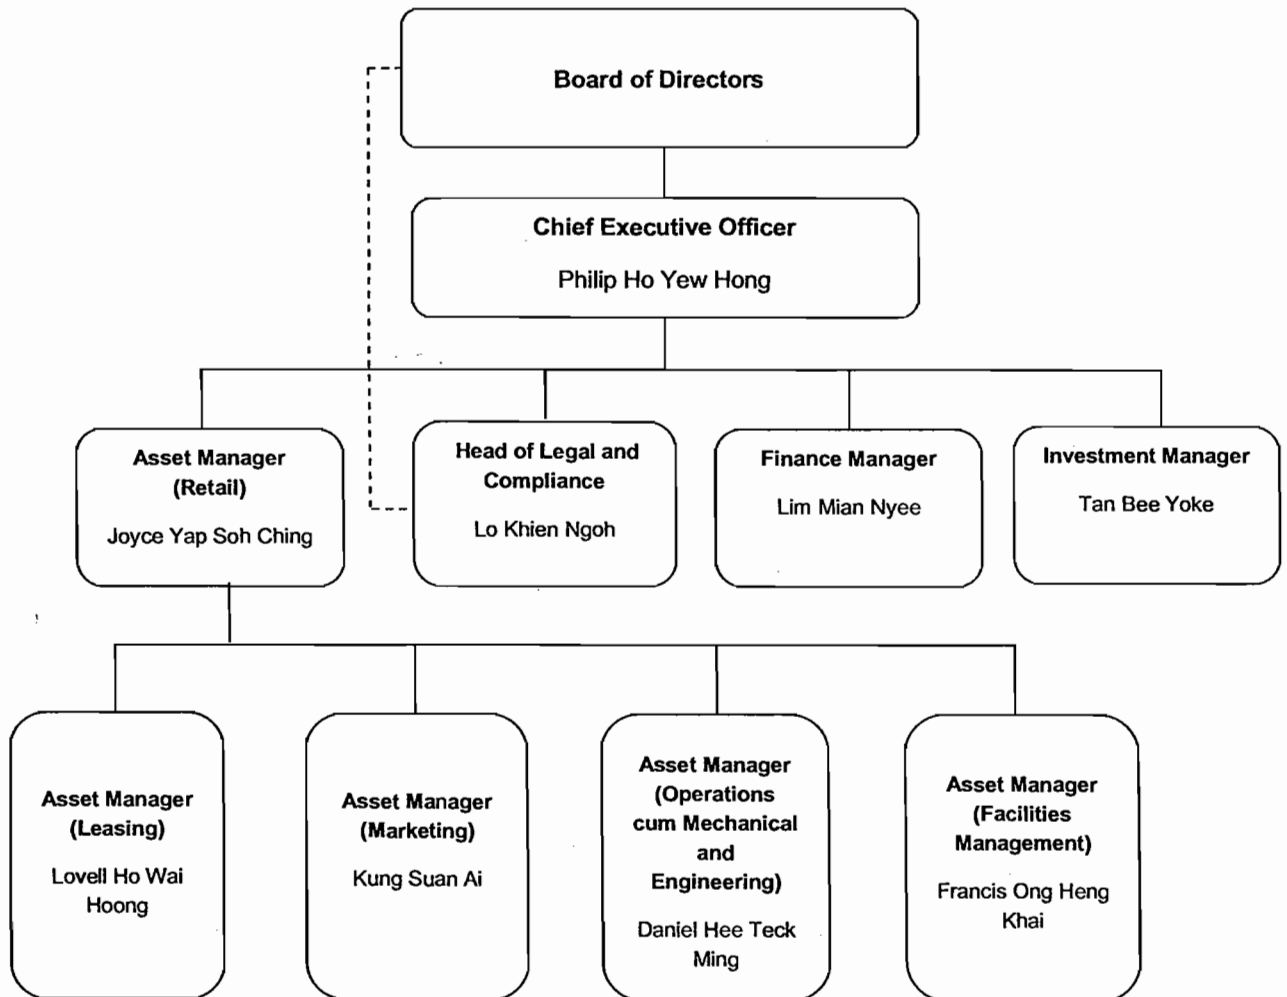 Board of Directors
Chief Executive Officer
Philip Ho Yew Hong
Asset Manager
(Retail)
Joyce Yap Soh Ching
Head of Legal and
Compliance
Lo Khien Ngoh
Finance Manager
Lim Mian Nyee
Investment Manager
Tan Bee Yoke
Asset Manager
(Leasing)
Lovell Ho Wai
Hoong
Asset Manager
(Marketing)
Kung Suan Ai
Asset Manager
(Operations
cum Mechanical
and
Engineering)
Daniel Hee Teck
Ming
Asset Manager
(Facilities
Management)
Francis Ong Heng
Khai